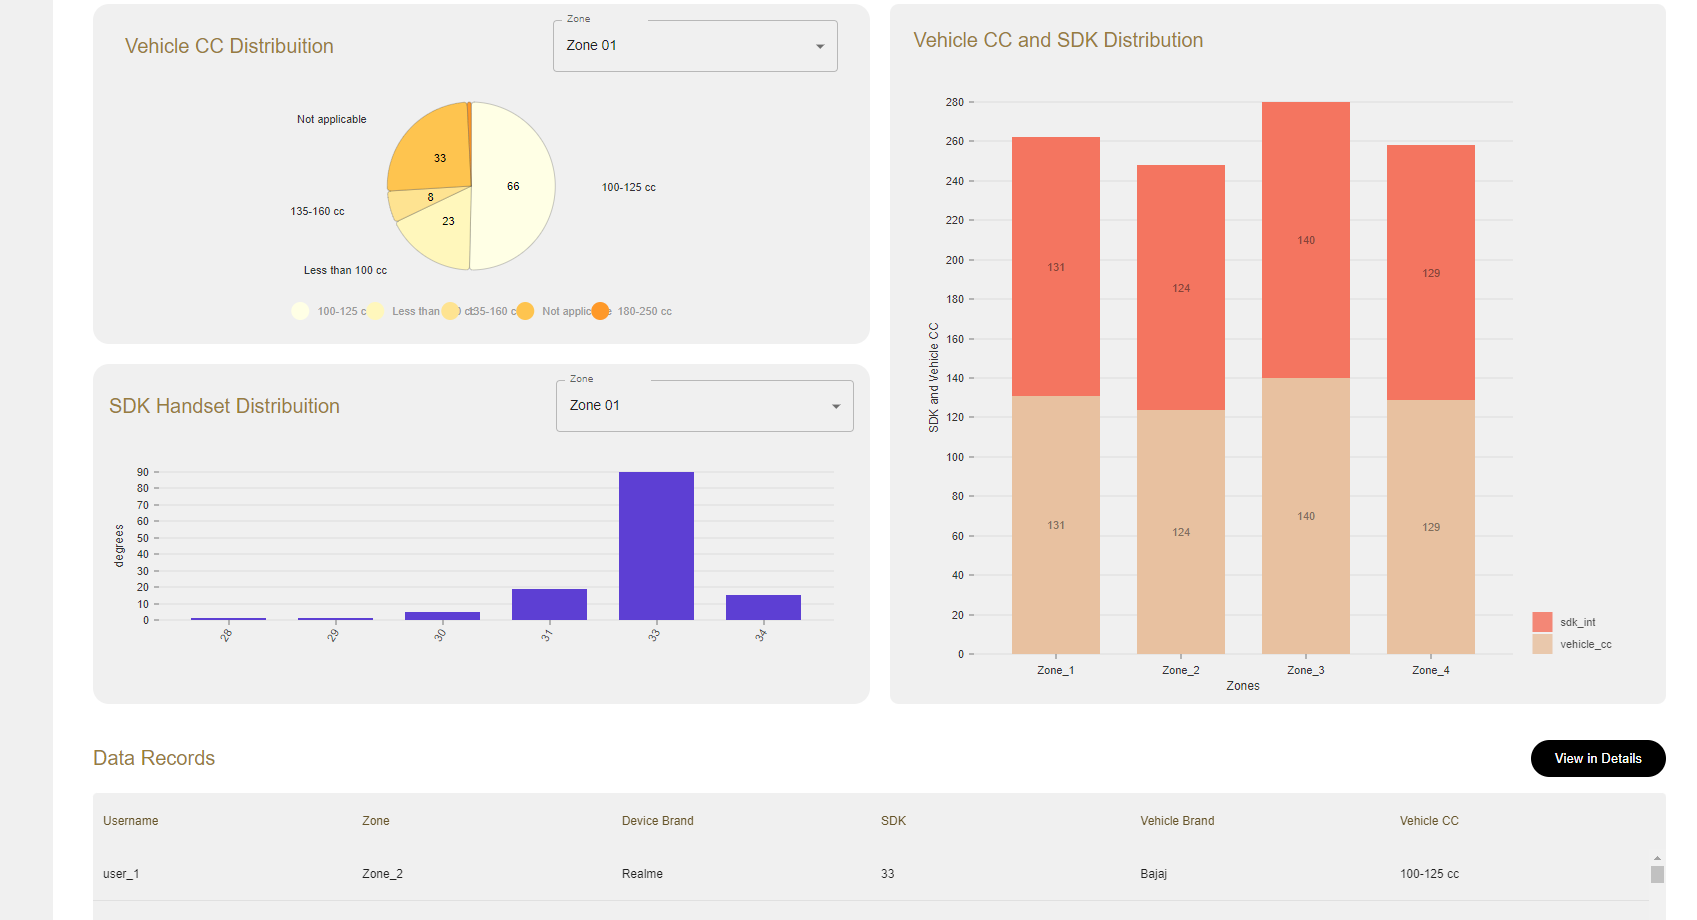 Vehicle CC Distribuition
Zone
Zone 01
Not applicable
33
66
100-125 cc
8
135-160 cc
23
Less than 100 cc
100-125 c
Less than
0 cc
135-160 c
Not applic
e
180-250 cc
SDK Handset Distribuition
Zone
Zone 01
degrees
90
80
70
60
50
40
30
20
10
0
28
29
30
31
33
34
Vehicle CC and SDK Distribution
SDK and Vehicle CC
280
260
240
220
200
180
160
140
120
100
80
60
40
20
0
131
124
140
129
131
124
140
129
Zone_1
Zone_2
Zone_3
Zone_4
Zones
sdk_int
vehicle_cc
Data Records
View in Details
Username Zone Device Brand SDK Vehicle Brand Vehicle CC
user_1 Zone_2 Realme 33 Bajaj 100-125 cc